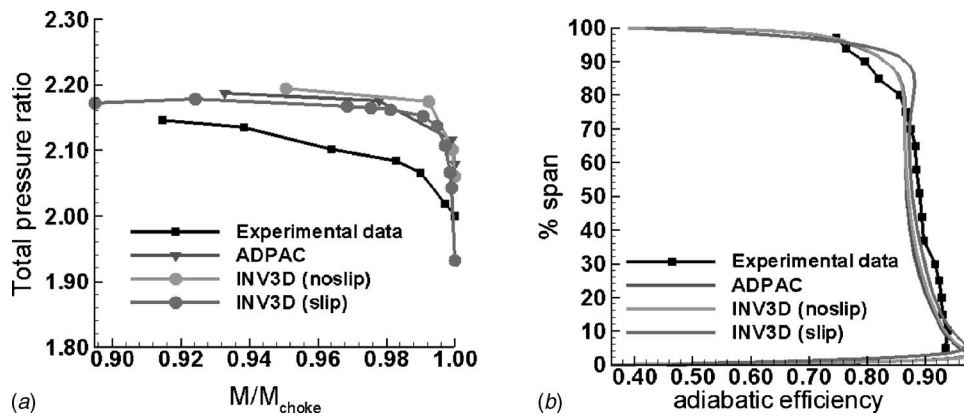 2.30
2.20
2.10
2.00
1.90
1.80
Total pressure ratio
Experimental data
ADPAC
INV3D (noslip)
INV3D (slip)
0.90 0.92 0.94 0.96 0.98 1.00
(a) M/Mchoke
100
90
80
70
60
50
40
30
20
10
0
% span
Experimental data
ADPAC
INV3D (noslip)
INV3D (slip)
0.40 0.50 0.60 0.70 0.80 0.90
(b) adiabatic efficiency